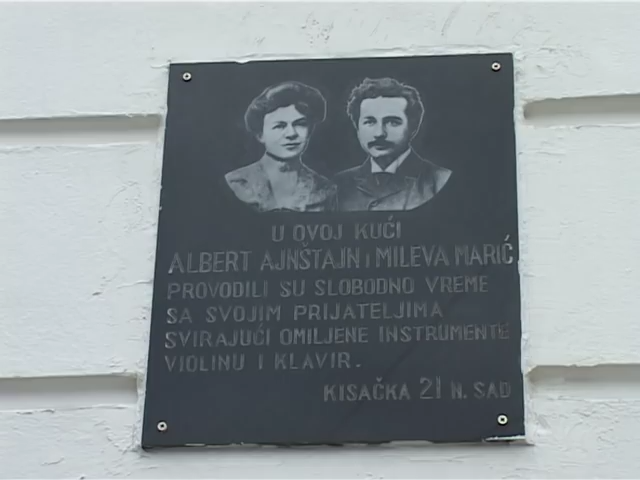 U OVOJ KUĆI
ALBERT AJNŠTAJN i MILEVA MARIĆ
PROVODILI SU SLOBODNO VREME
SA SVOJIM PRIJATELJIMA
SVIRAJUĆI OMILJENE INSTRUMENTE
VIOLINU I KLAVIR.
KISAČKA 21 N. SAD